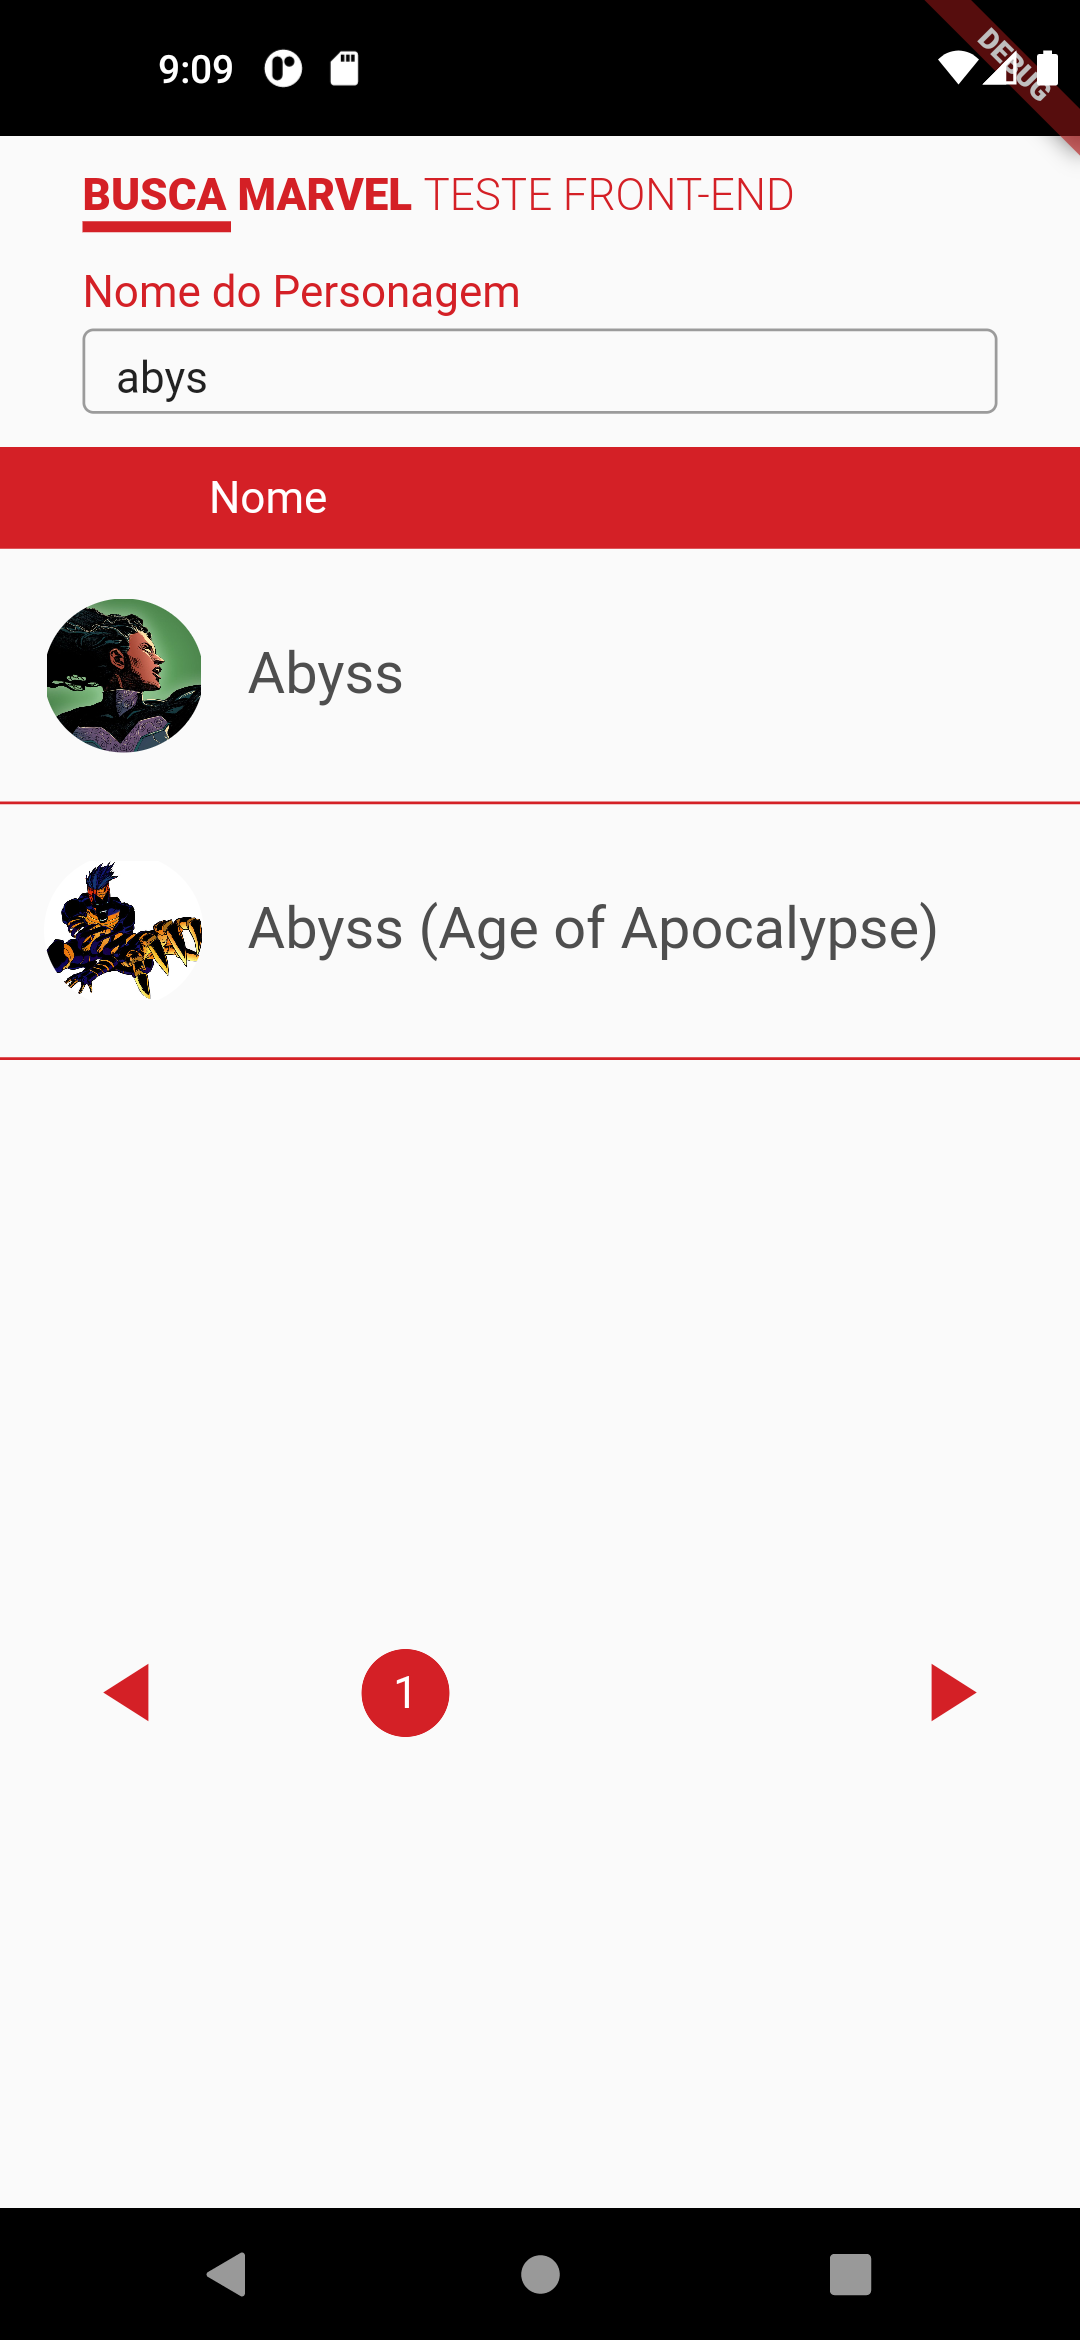 9:09
DEBUG
BUSCA MARVEL TESTE FRONT-END
Nome do Personagem
abys
Nome
Abyss
Abyss (Age of Apocalypse)
1